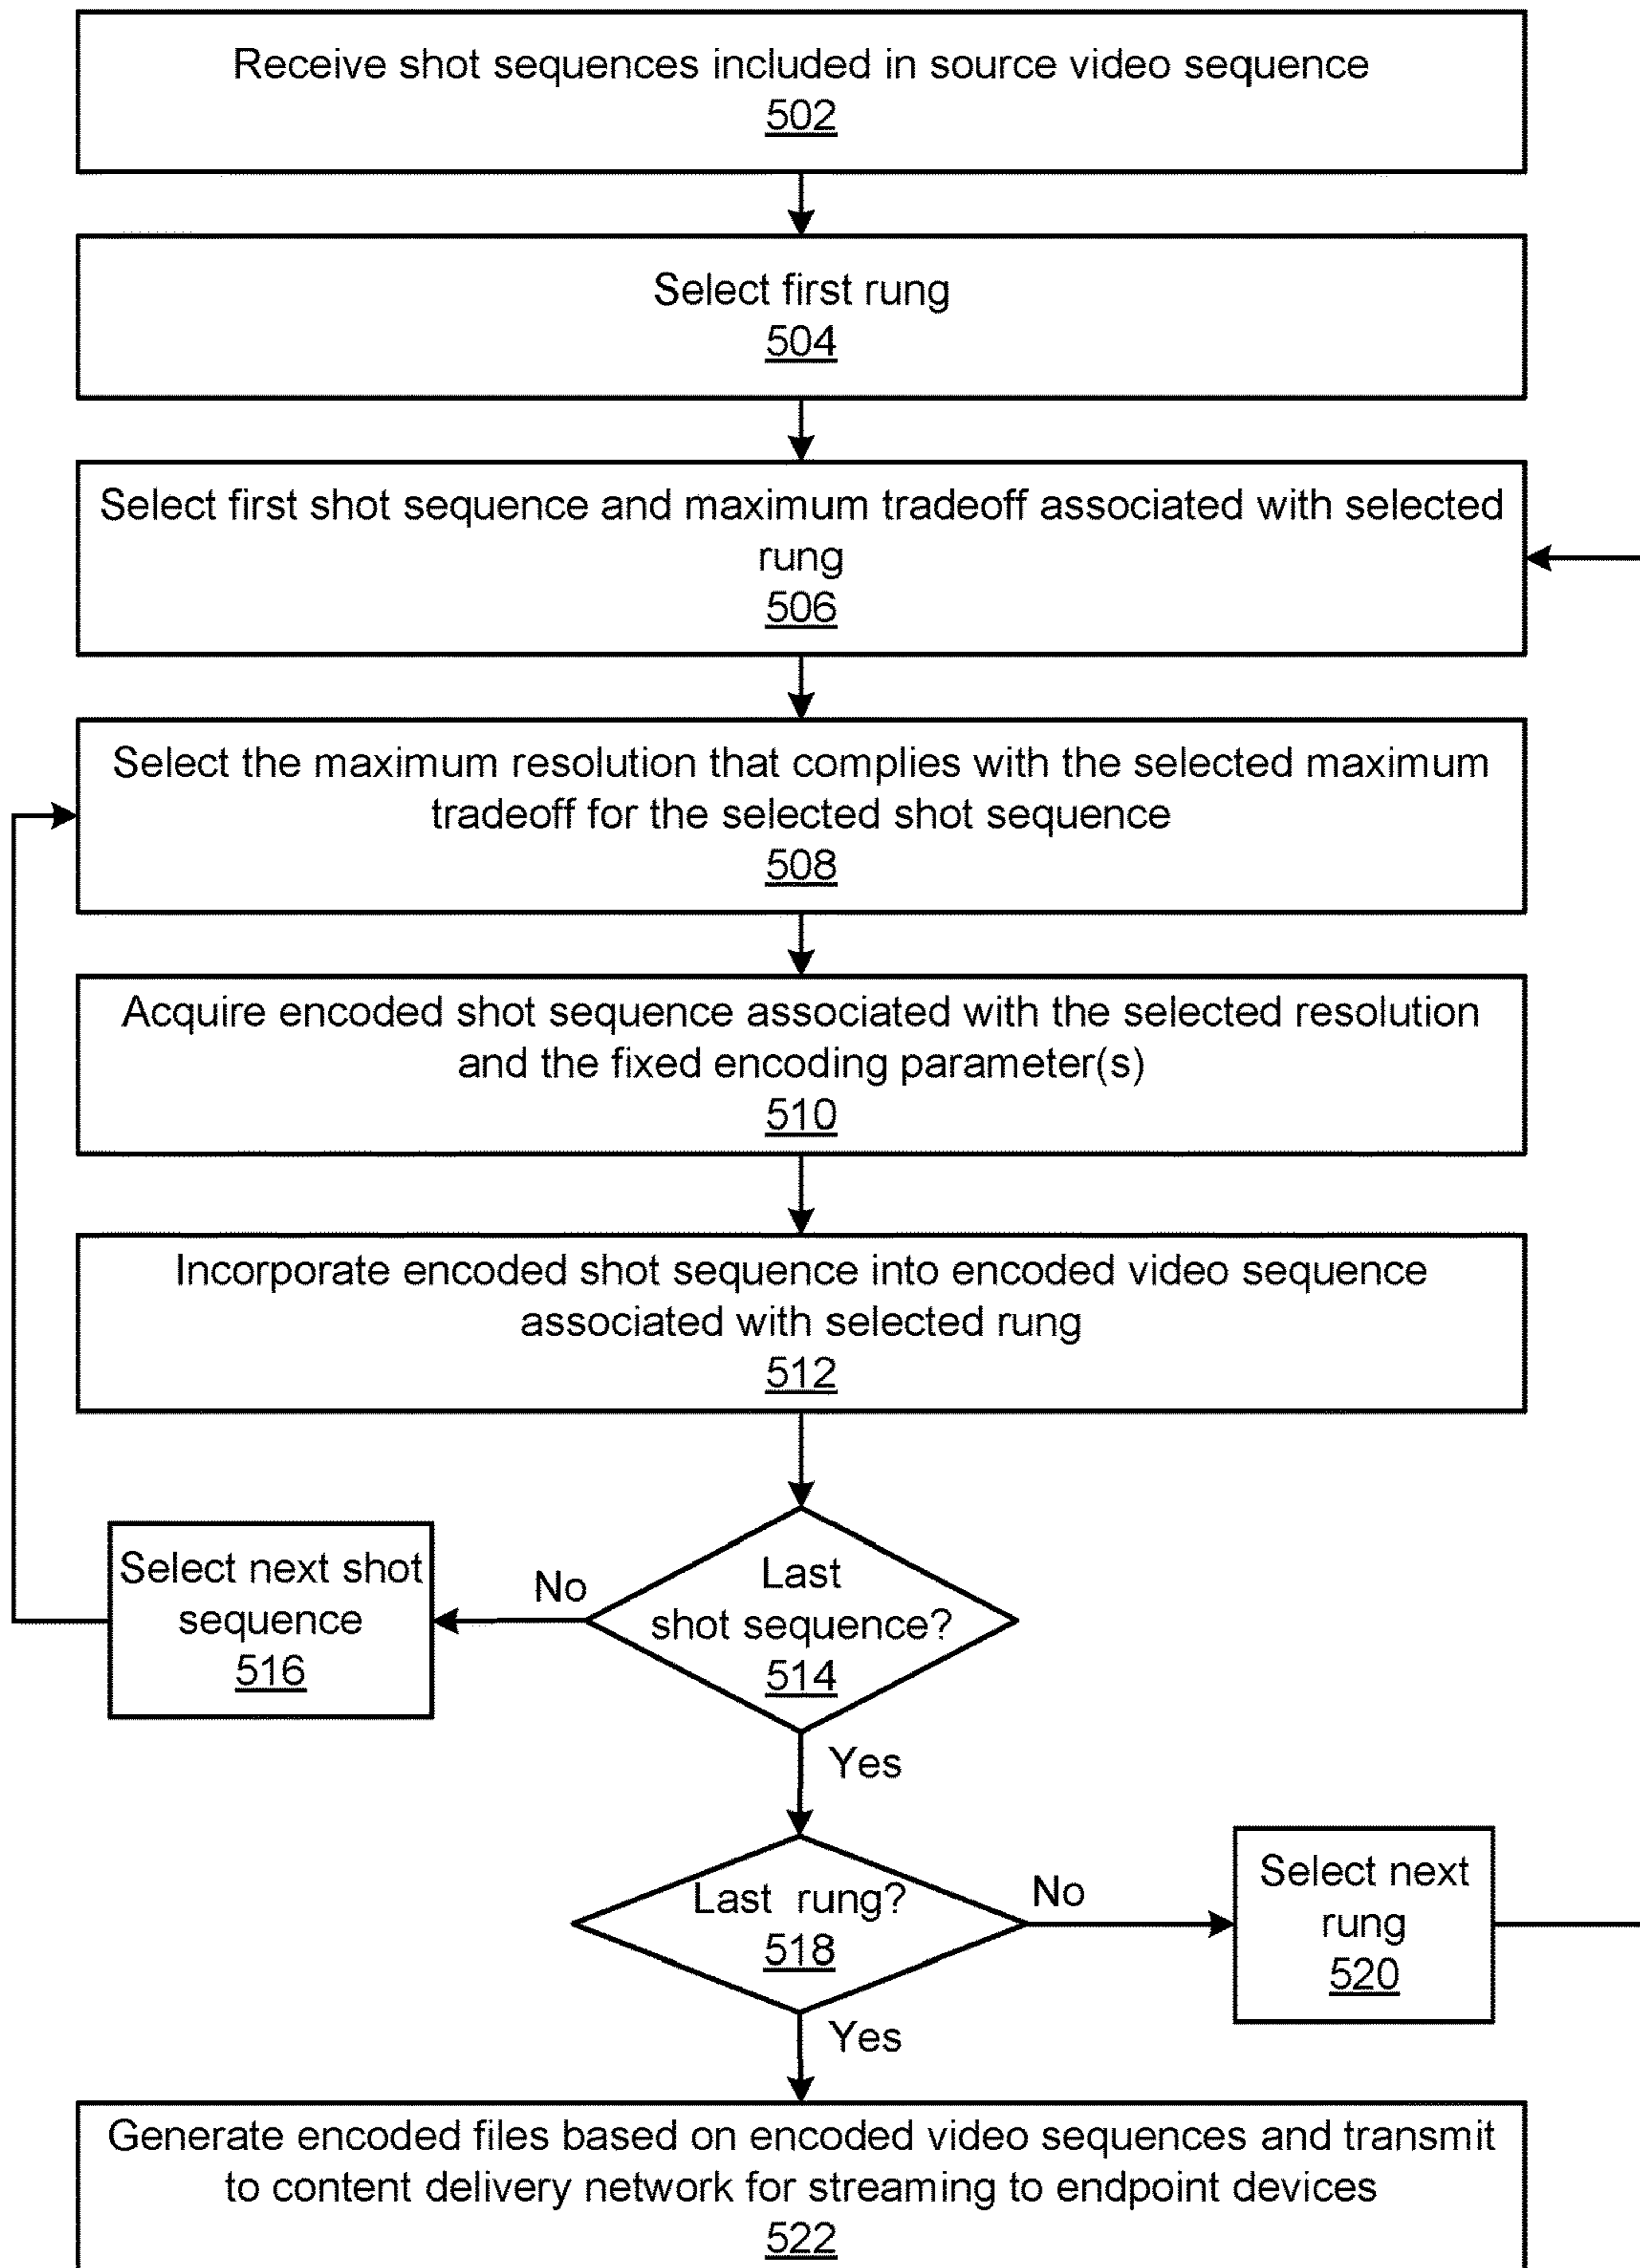 Receive shot sequences included in source video sequence
502
Select first rung
504
Select first shot sequence and maximum tradeoff associated with selected
rung
506
Select the maximum resolution that complies with the selected maximum
tradeoff for the selected shot sequence
508
Acquire encoded shot sequence associated with the selected resolution
and the fixed encoding parameter(s)
510
Incorporate encoded shot sequence into encoded video sequence
associated with selected rung
512
Last
shot sequence?
514
No
Select next shot
sequence
516
Yes
Last rung?
518
No
Select next
rung
520
Yes
Generate encoded files based on encoded video sequences and transmit
to content delivery network for streaming to endpoint devices
522